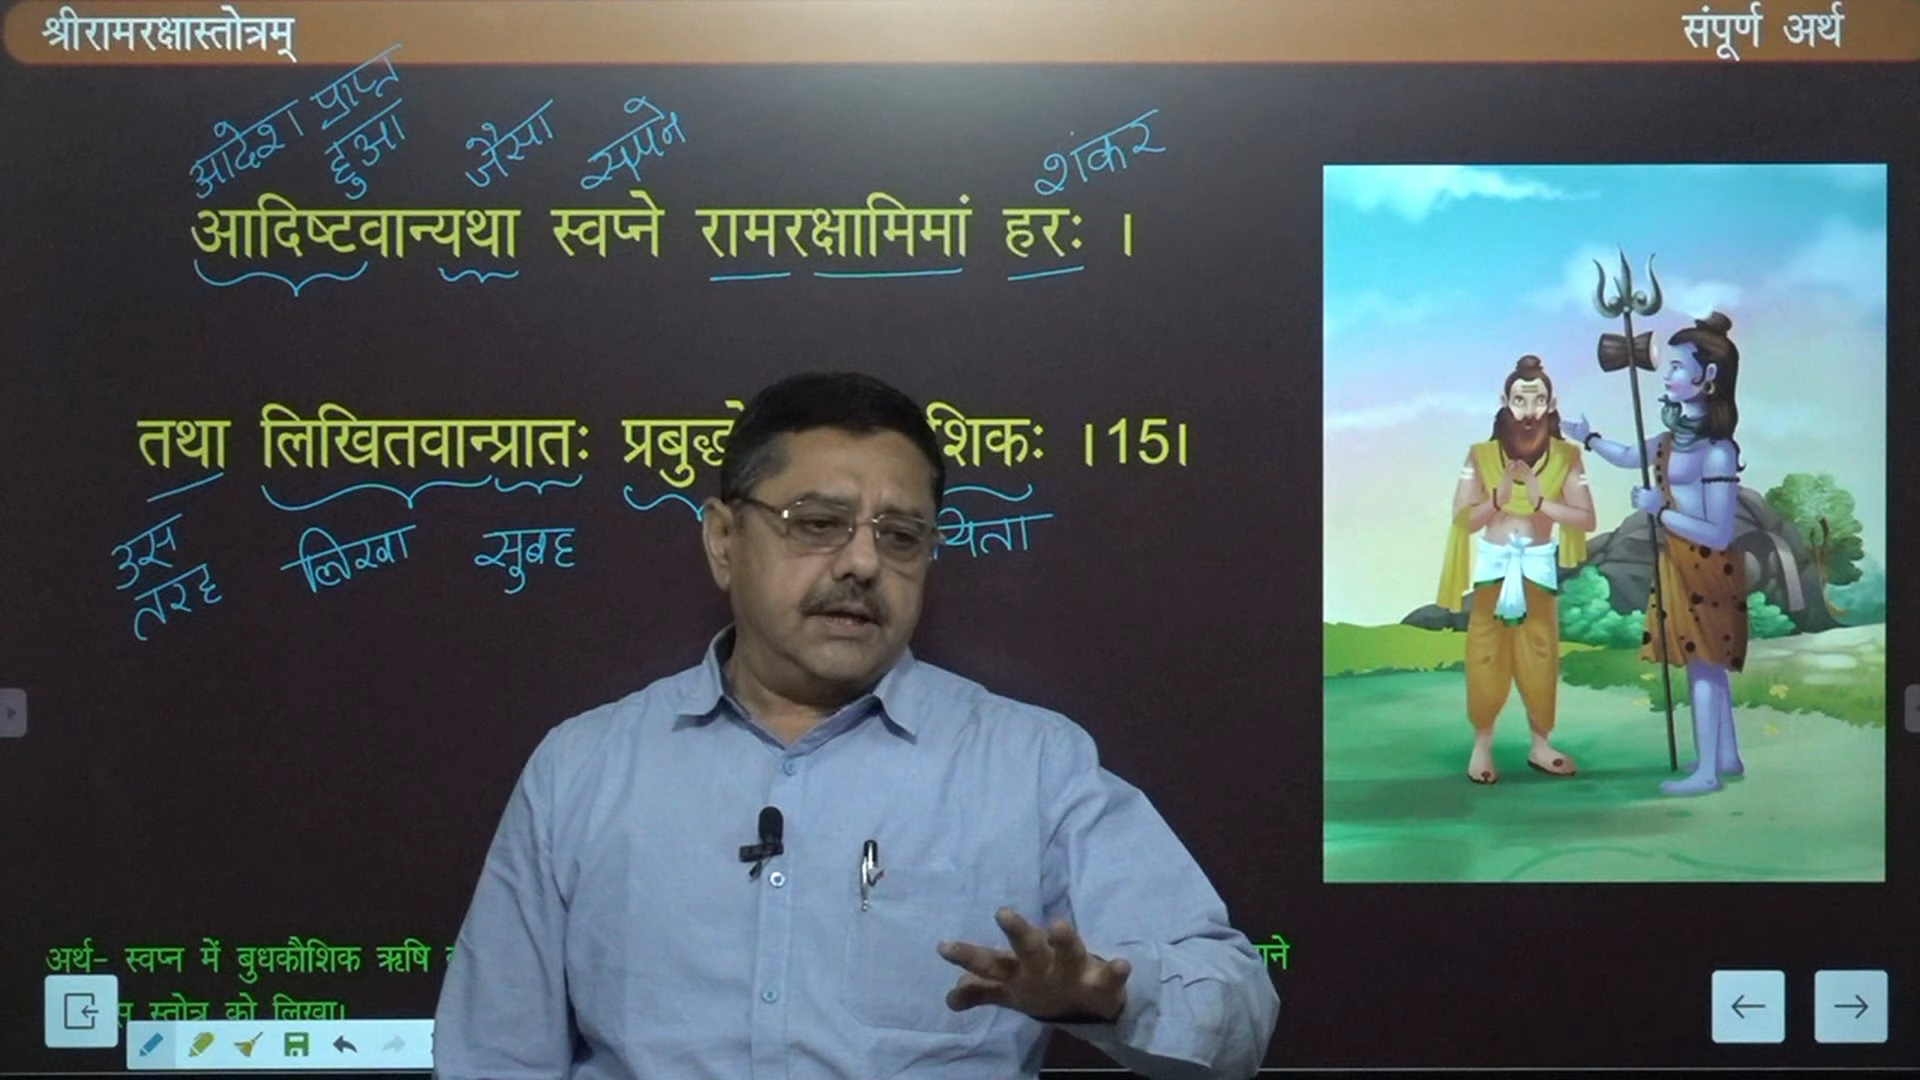 श्रीरामरक्षास्तोत्रम्
संपूर्ण अर्थ
आदेश प्राप्त
हुआ
जैसा
सपने
शंकर
आदिष्टवान्यथा स्वप्ने रामरक्षामिमां हरः ।
तथा लिखितवान्प्रातः प्रबुद्धो शिकः ।15।
उस
तरह
लिखा
सुबह
यिता
अर्थ– स्वप्न में बुधकौशिक ऋषि
स्तोत्र को लिखा।